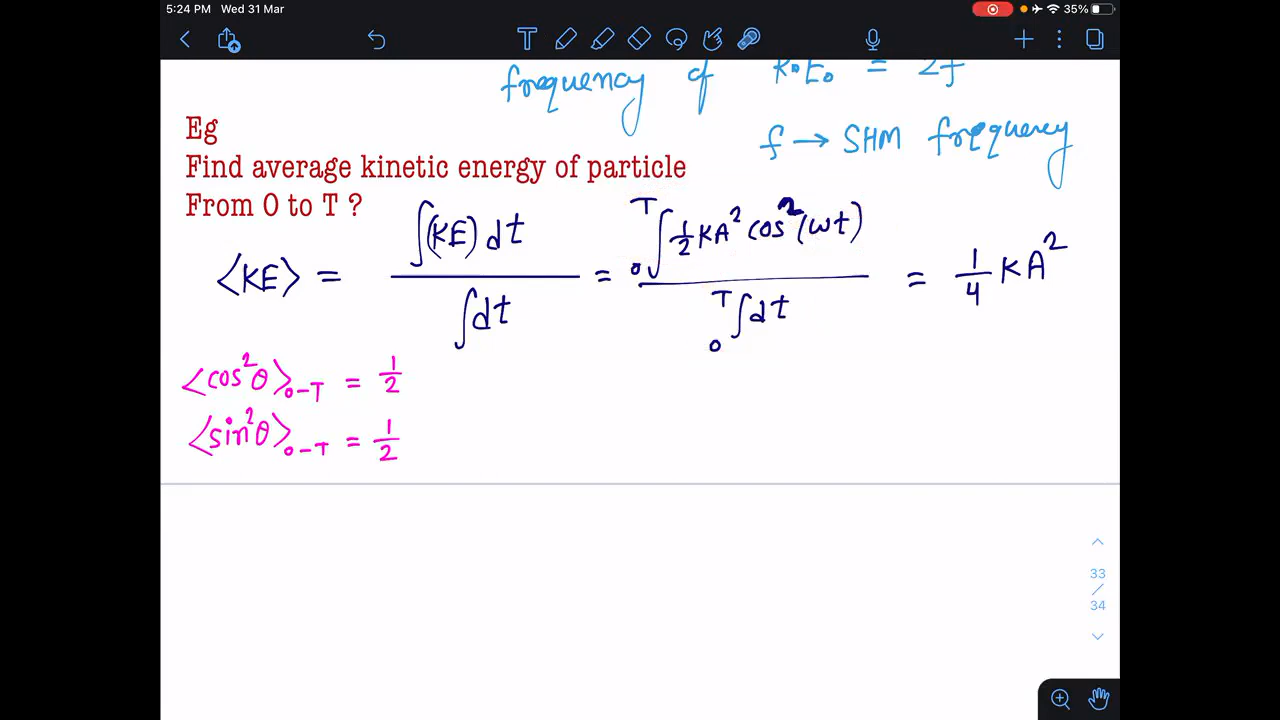 5:24 PM Wed 31 Mar 35%
frequency of K.E. = 2f
Eg
f → SHM frequency
Find average kinetic energy of particle
From 0 to T ?
<KE> = ∫(KE) dt / ∫dt = 0∫T ½ KA² cos²(ωt) / 0∫T dt = ¼ KA²
<cos²θ>0-T = ½
<sin²θ>0-T = ½
33
/
34